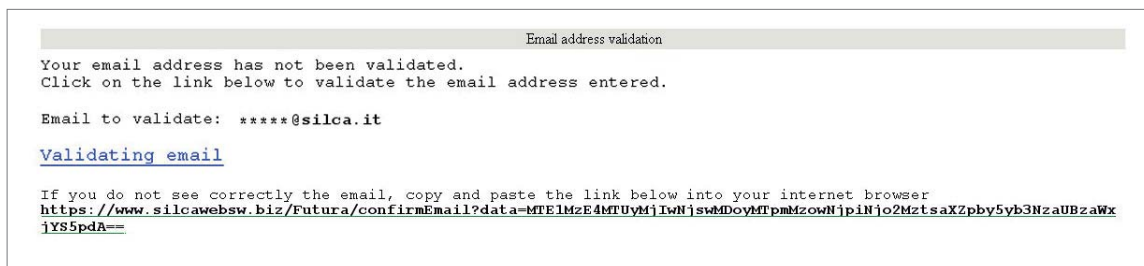 Email address validation
Your email address has not been validated.
Click on the link below to validate the email address entered.
Email to validate: *****@silca.it
Validating email
If you do not see correctly the email, copy and paste the link below into your internet browser
https://www.silcawebsw.biz/Futura/confirmEmail?data=MTE1MzE4MTUyMjIwNjswMDoyMTpmMzowNjpiNjo2MztsaXZpby5yb3NzaUBzaWx
jYS5pdA==